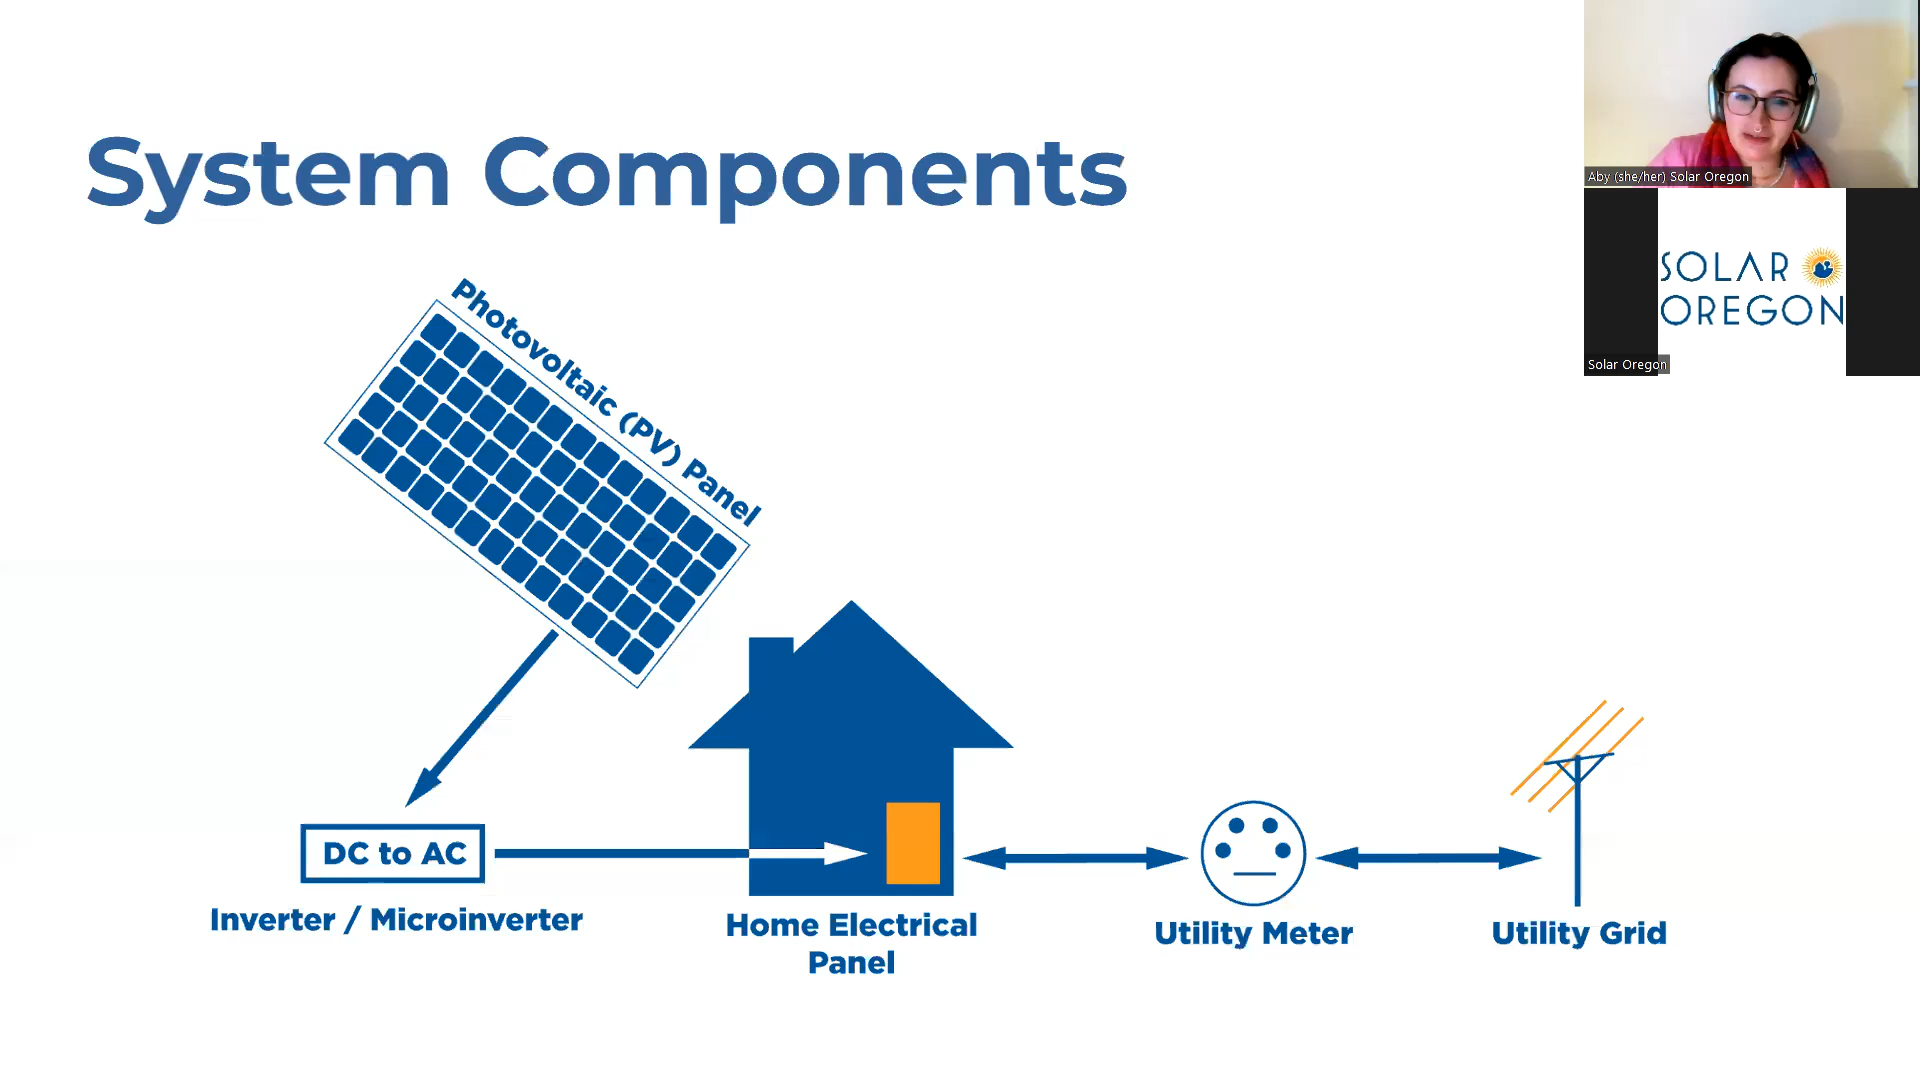 System Components
Photovoltaic (PV) Panel
DC to AC
Inverter / Microinverter
Home Electrical
Panel
Utility Meter
Utility Grid
Aby (she/her) Solar Oregon
SOLAR
OREGON
Solar Oregon